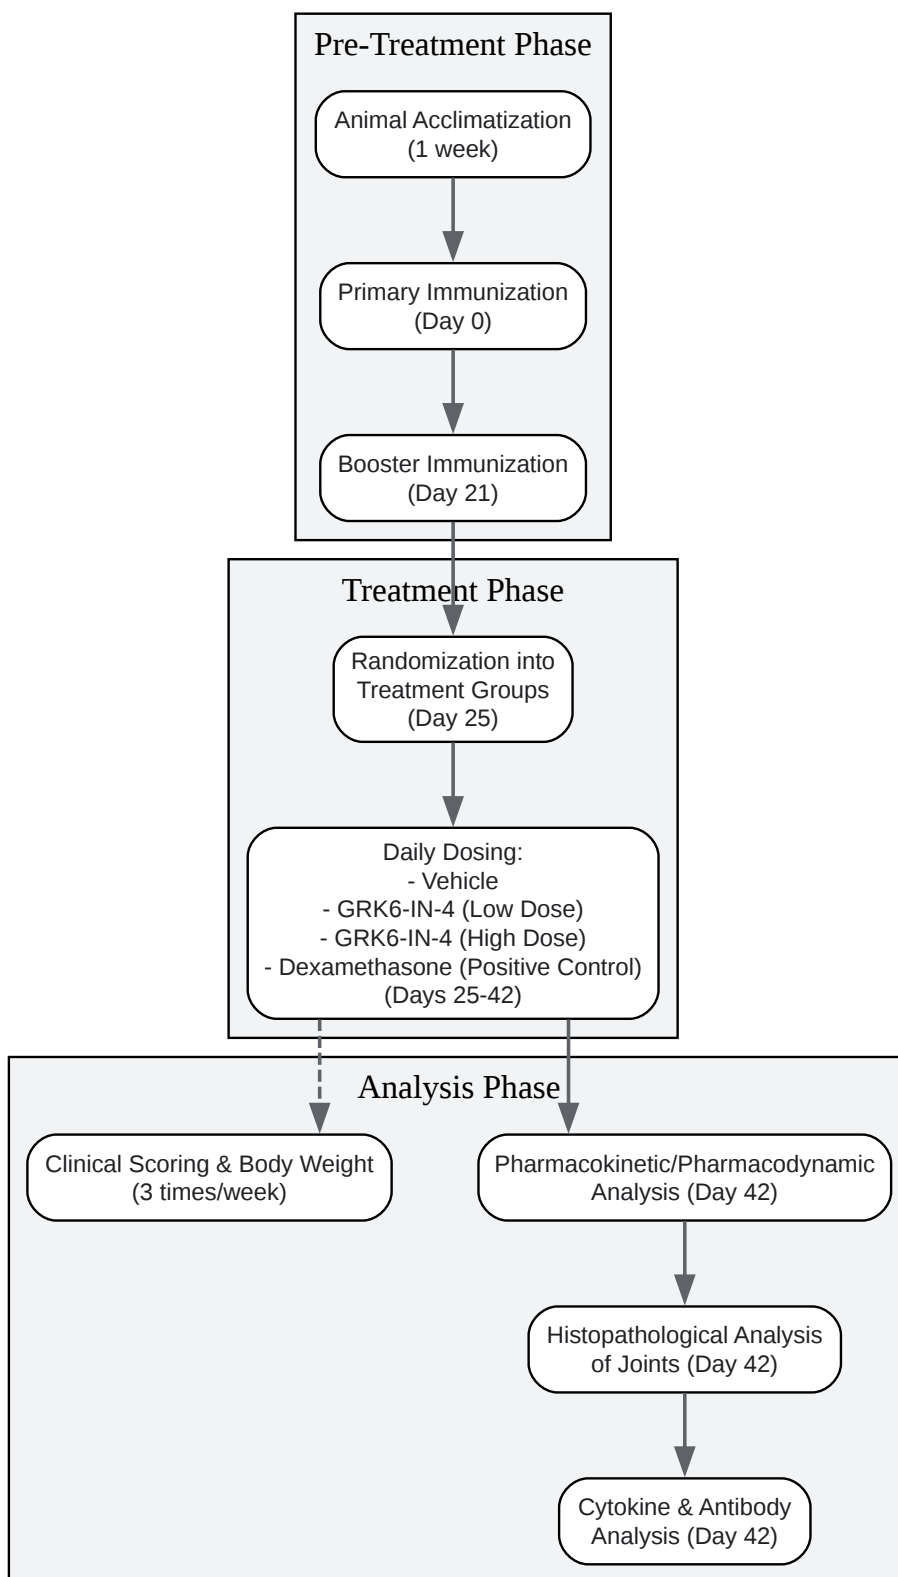 Pre-Treatment Phase
Animal Acclimatization
(1 week)
Primary Immunization
(Day 0)
Booster Immunization
(Day 21)
Treatment Phase
Randomization into
Treatment Groups
(Day 25)
Daily Dosing:
- Vehicle
- GRK6-IN-4 (Low Dose)
- GRK6-IN-4 (High Dose)
- Dexamethasone (Positive Control)
(Days 25-42)
Analysis Phase
Clinical Scoring & Body Weight
(3 times/week)
Pharmacokinetic/Pharmacodynamic
Analysis (Day 42)
Histopathological Analysis
of Joints (Day 42)
Cytokine & Antibody
Analysis (Day 42)